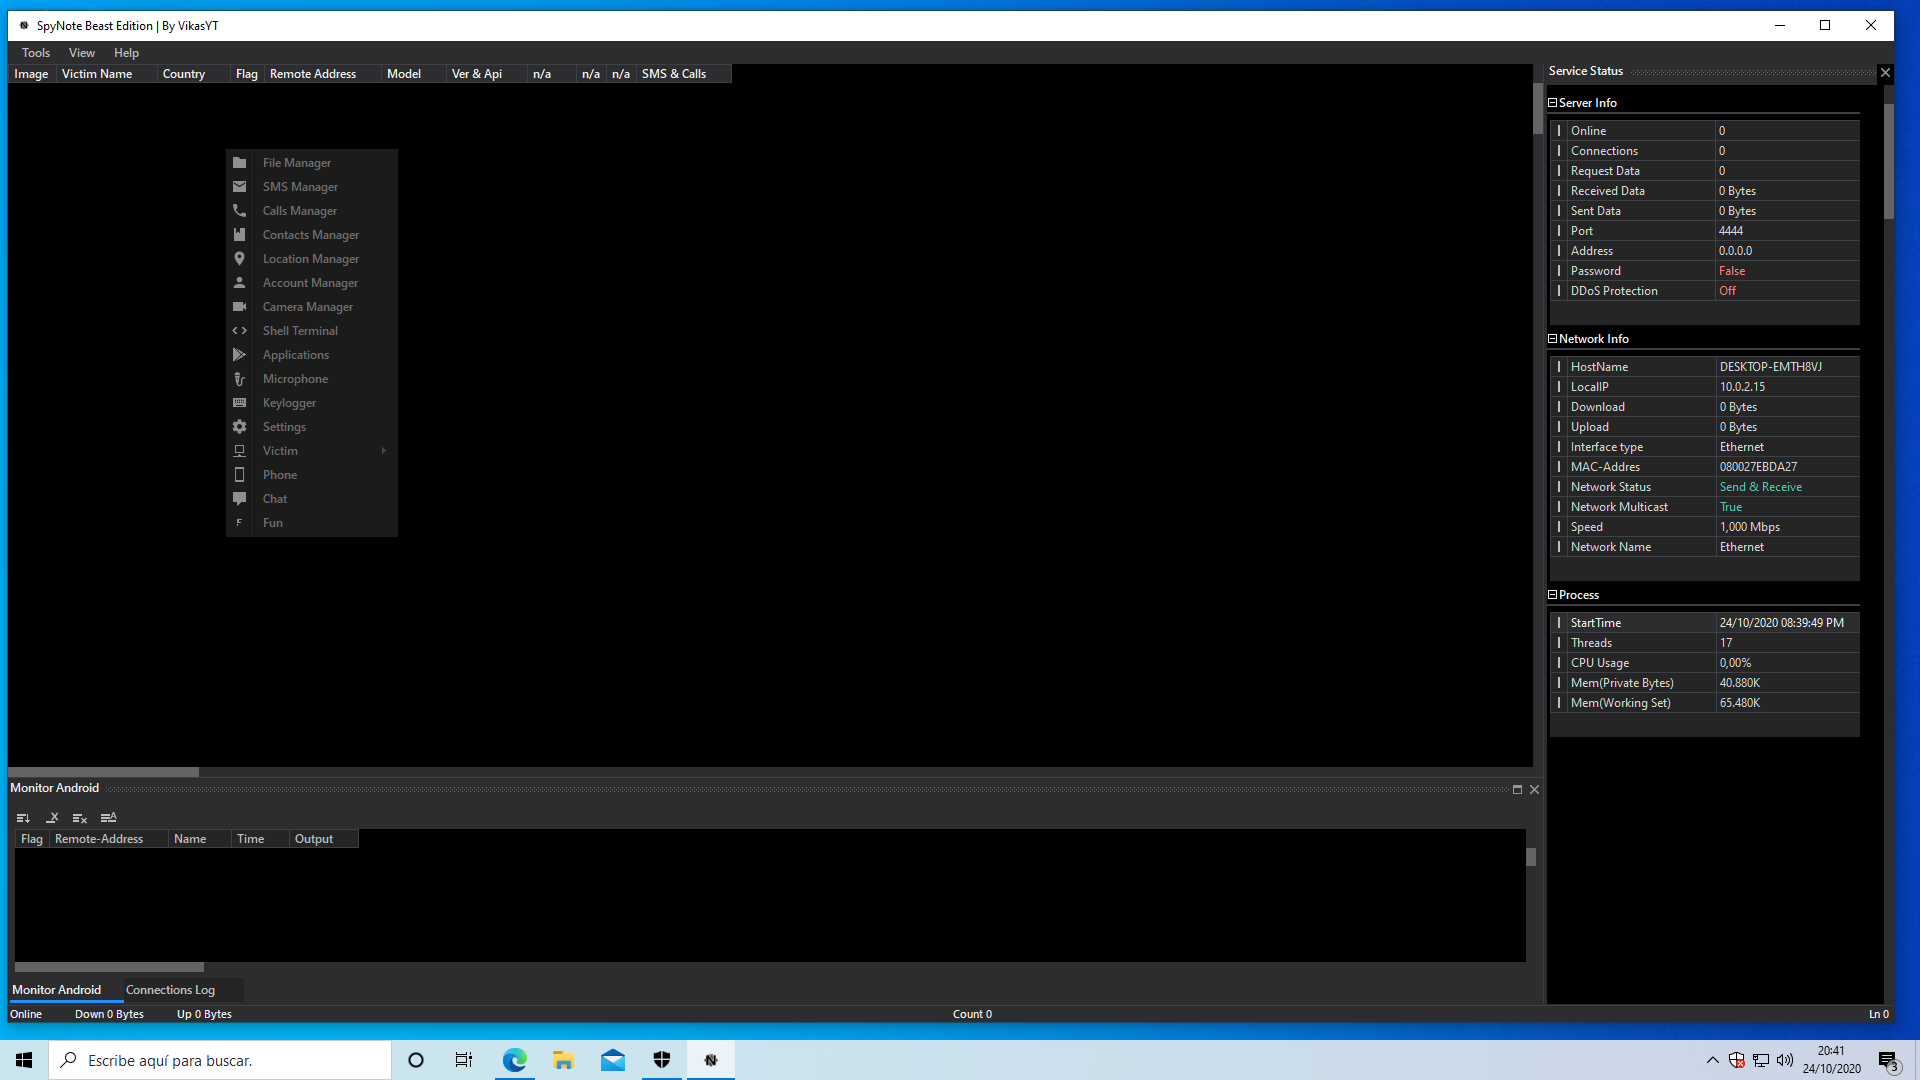 SpyNote Beast Edition | By VikasYT
Tools View Help
Image Victim Name Country Flag Remote Address Model Ver & Api n/a n/a n/a SMS & Calls
File Manager
SMS Manager
Calls Manager
Contacts Manager
Location Manager
Account Manager
Camera Manager
Shell Terminal
Applications
Microphone
Keylogger
Settings
Victim
Phone
Chat
F Fun
Service Status
Server Info
Online 0
Connections 0
Request Data 0
Received Data 0 Bytes
Sent Data 0 Bytes
Port 4444
Address 0.0.0.0
Password False
DDoS Protection Off
Network Info
HostName DESKTOP-EMTH8VJ
LocalIP 10.0.2.15
Download 0 Bytes
Upload 0 Bytes
Interface type Ethernet
MAC-Addres 080027EBDA27
Network Status Send & Receive
Network Multicast True
Speed 1,000 Mbps
Network Name Ethernet
Process
StartTime 24/10/2020 08:39:49 PM
Threads 17
CPU Usage 0,00%
Mem(Private Bytes) 40.880K
Mem(Working Set) 65.480K
Monitor Android
Flag Remote-Address Name Time Output
Monitor Android Connections Log
Online Down 0 Bytes Up 0 Bytes Count 0 Ln 0
Escribe aquí para buscar.
20:41
24/10/2020
3